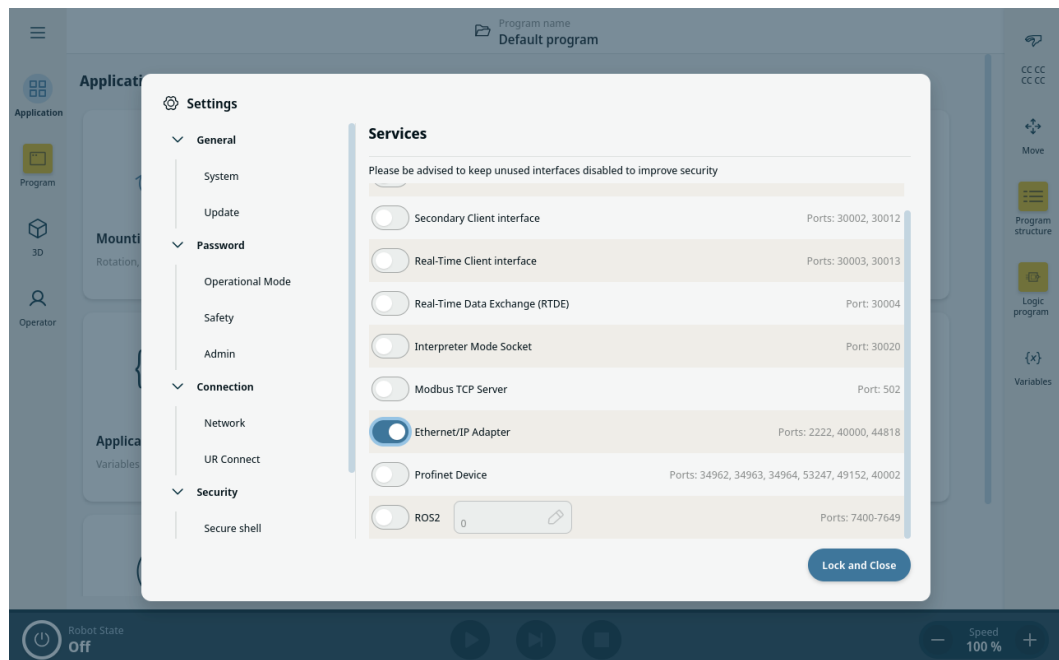 Program name
Default program
Application
Program
3D
Operator
Applicati
Mounti
Rotation,
Applica
Variables
Settings
General
System
Update
Password
Operational Mode
Safety
Admin
Connection
Network
UR Connect
Security
Secure shell
Services
Please be advised to keep unused interfaces disabled to improve security
Secondary Client interface Ports: 30002, 30012
Real-Time Client interface Ports: 30003, 30013
Real-Time Data Exchange (RTDE) Port: 30004
Interpreter Mode Socket Port: 30020
Modbus TCP Server Port: 502
Ethernet/IP Adapter Ports: 2222, 40000, 44818
Profinet Device Ports: 34962, 34963, 34964, 53247, 49152, 40002
ROS2 0 Ports: 7400-7649
Lock and Close
CC CC
CC CC
Move
Program
structure
Logic
program
{x}
Variables
Robot State
Off
Speed
100 %